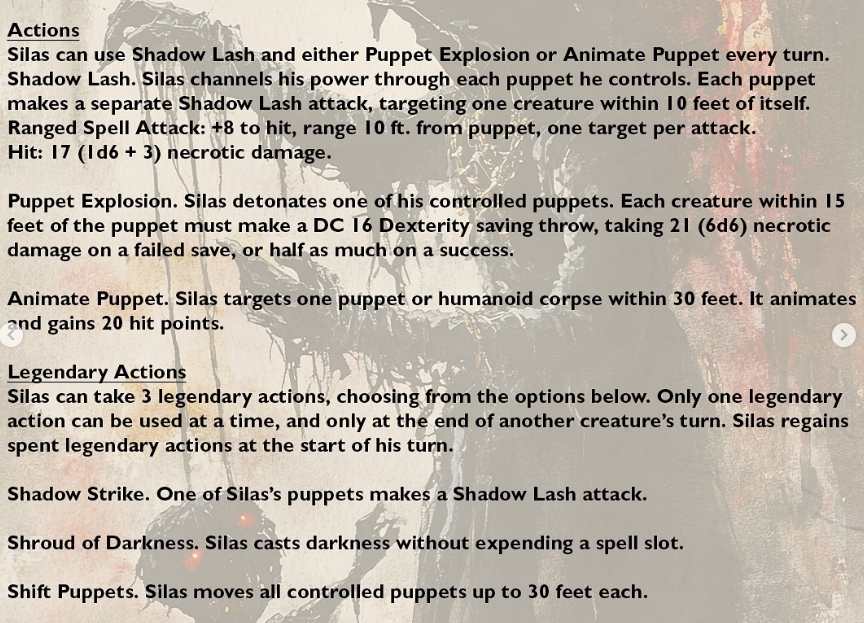 Actions
Silas can use Shadow Lash and either Puppet Explosion or Animate Puppet every turn.
Shadow Lash. Silas channels his power through each puppet he controls. Each puppet
makes a separate Shadow Lash attack, targeting one creature within 10 feet of itself.
Ranged Spell Attack: +8 to hit, range 10 ft. from puppet, one target per attack.
Hit: 17 (1d6 + 3) necrotic damage.
Puppet Explosion. Silas detonates one of his controlled puppets. Each creature within 15
feet of the puppet must make a DC 16 Dexterity saving throw, taking 21 (6d6) necrotic
damage on a failed save, or half as much on a success.
Animate Puppet. Silas targets one puppet or humanoid corpse within 30 feet. It animates
and gains 20 hit points.
Legendary Actions
Silas can take 3 legendary actions, choosing from the options below. Only one legendary
action can be used at a time, and only at the end of another creature’s turn. Silas regains
spent legendary actions at the start of his turn.
Shadow Strike. One of Silas’s puppets makes a Shadow Lash attack.
Shroud of Darkness. Silas casts darkness without expending a spell slot.
Shift Puppets. Silas moves all controlled puppets up to 30 feet each.